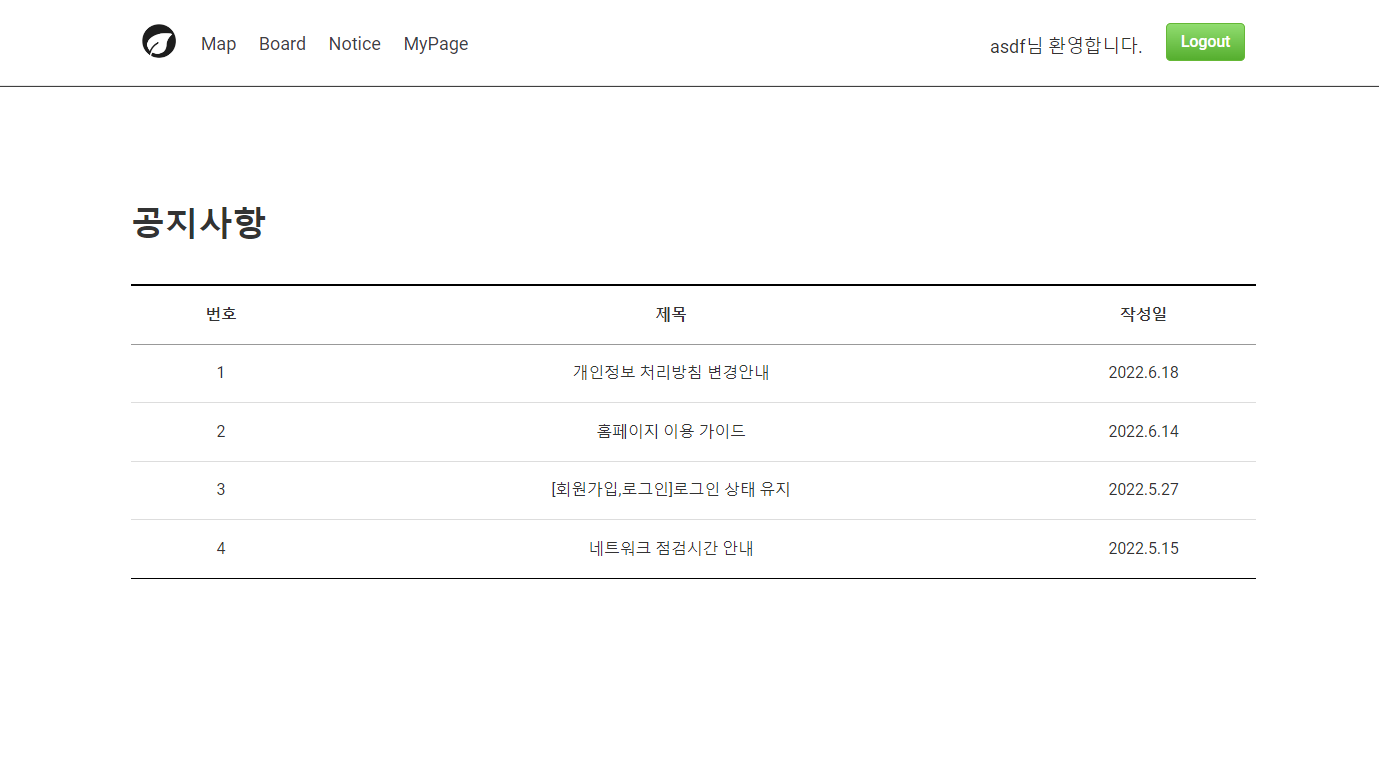 Map Board Notice MyPage asdf님 환영합니다. Logout
공지사항
번호 제목 작성일
1 개인정보 처리방침 변경안내 2022.6.18
2 홈페이지 이용 가이드 2022.6.14
3 [회원가입,로그인]로그인 상태 유지 2022.5.27
4 네트워크 점검시간 안내 2022.5.15